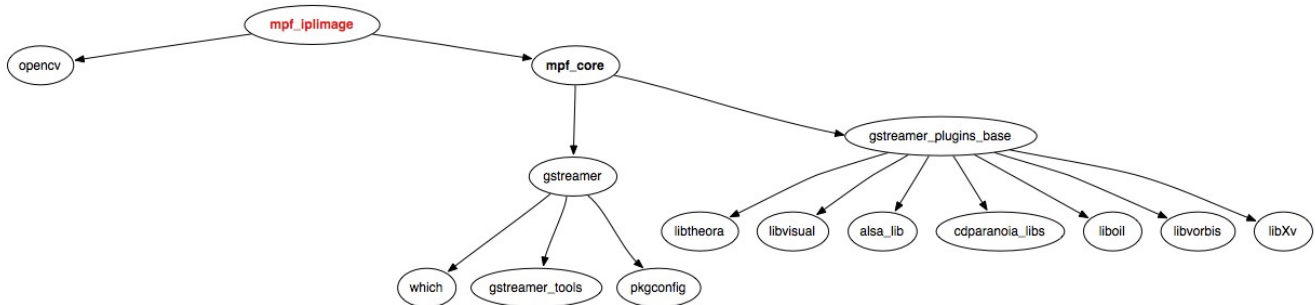 mpf_iplimage
opencv
mpf_core
gstreamer_plugins_base
gstreamer
libtheora
libvisual
alsa_lib
cdparanoia_libs
liboil
libvorbis
libXv
which
gstreamer_tools
pkgconfig